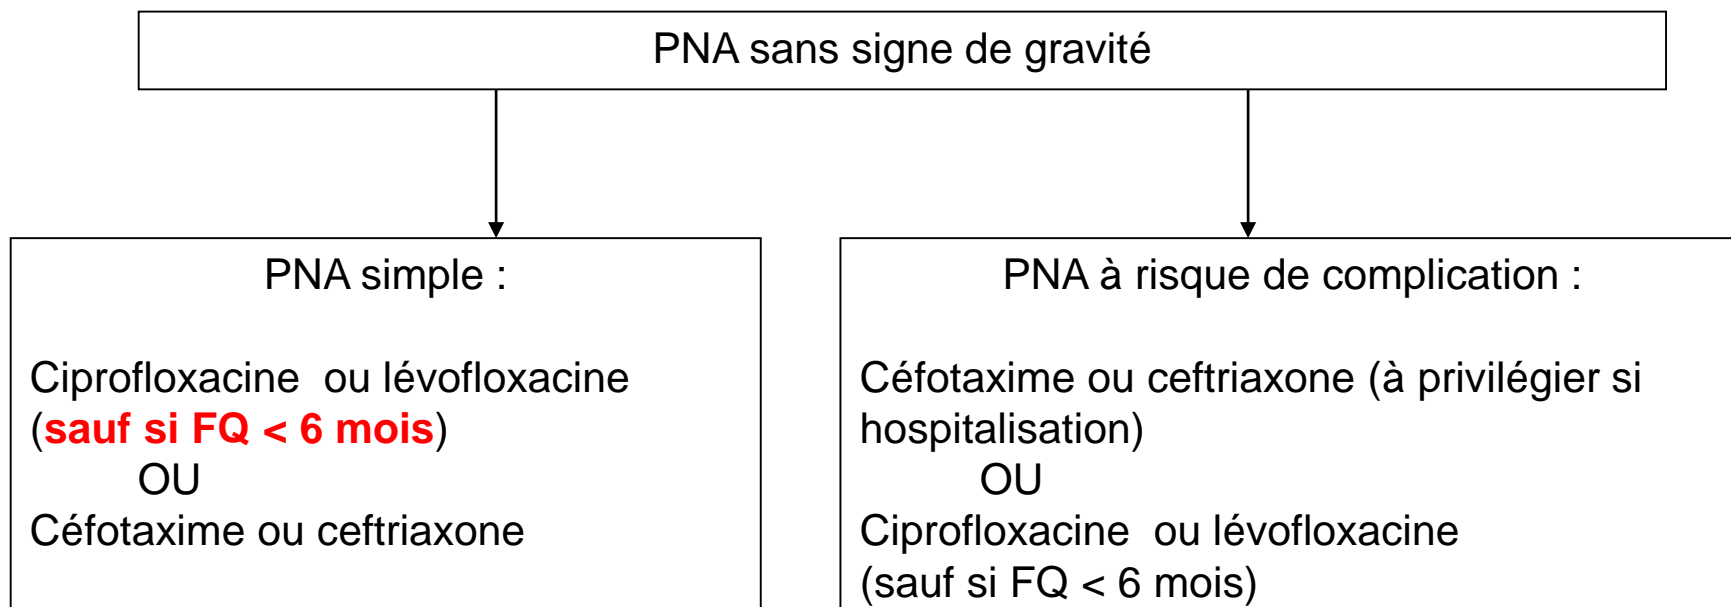 PNA sans signe de gravité
PNA simple :
Ciprofloxacine ou lévofloxacine
(sauf si FQ < 6 mois)
OU
Céfotaxime ou ceftriaxone
PNA à risque de complication :
Céfotaxime ou ceftriaxone (à privilégier si
hospitalisation)
OU
Ciprofloxacine ou lévofloxacine
(sauf si FQ < 6 mois)